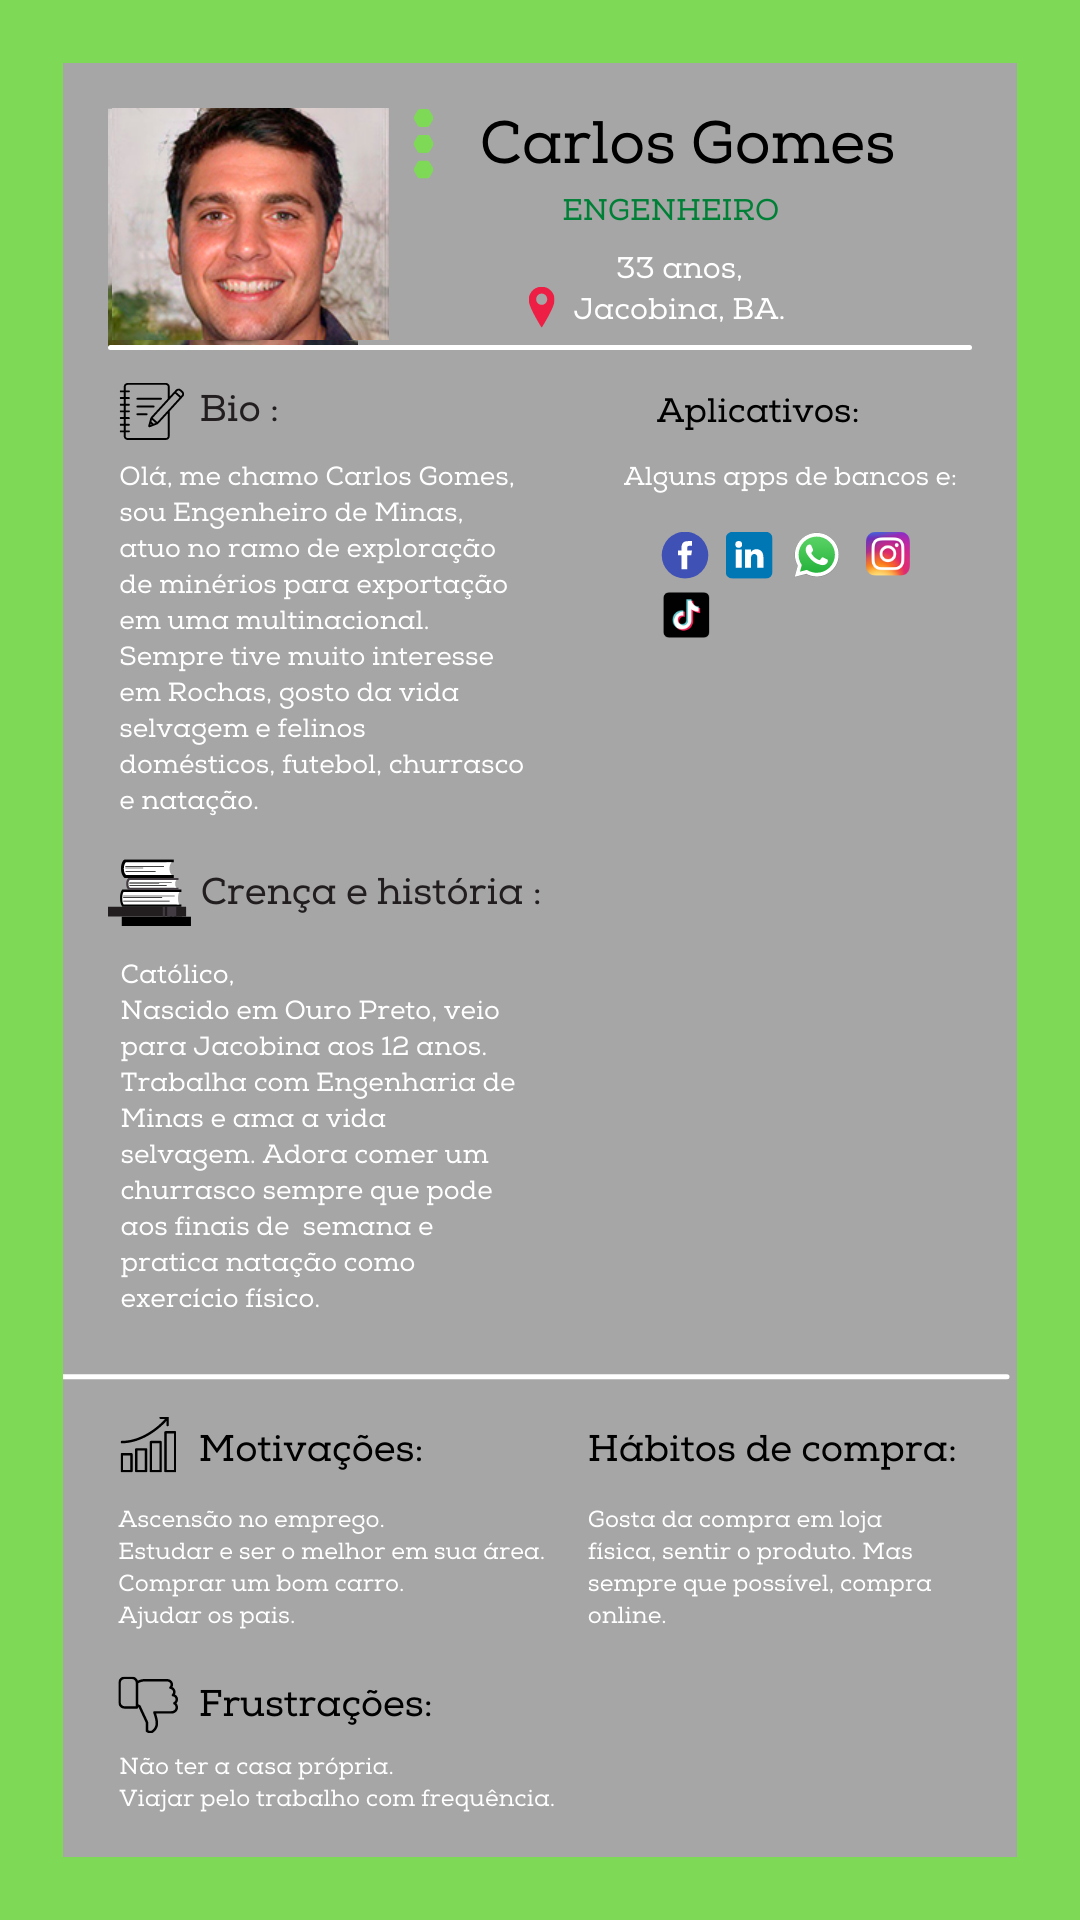 Carlos Gomes
ENGENHEIRO
33 anos,
Jacobina, BA.
Bio :
Olá, me chamo Carlos Gomes,
sou Engenheiro de Minas,
atuo no ramo de exploração
de minérios para exportação
em uma multinacional.
Sempre tive muito interesse
em Rochas, gosto da vida
selvagem e felinos
domésticos, futebol, churrasco
e natação.
Aplicativos:
Alguns apps de bancos e:
f
in
Crença e história :
Católico,
Nascido em Ouro Preto, veio
para Jacobina aos 12 anos.
Trabalha com Engenharia de
Minas e ama a vida
selvagem. Adora comer um
churrasco sempre que pode
aos finais de  semana e
pratica natação como
exercício físico.
Motivações:
Ascensão no emprego.
Estudar e ser o melhor em sua área.
Comprar um bom carro.
Ajudar os pais.
Hábitos de compra:
Gosta da compra em loja
física, sentir o produto. Mas
sempre que possível, compra
online.
Frustrações:
Não ter a casa própria.
Viajar pelo trabalho com frequência.